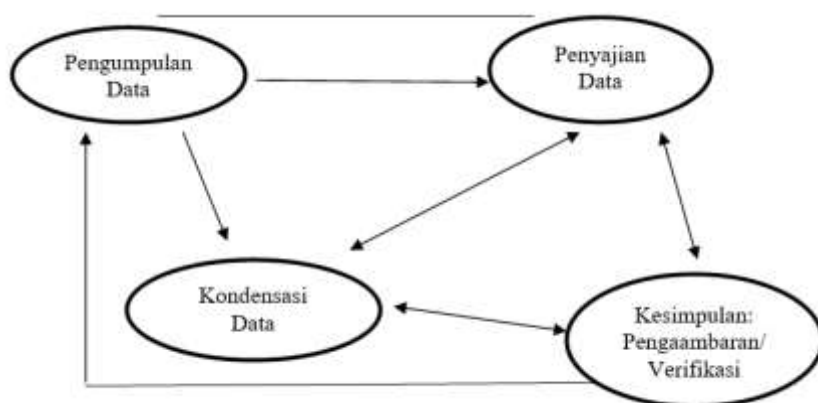 Pengumpulan
Data
Penyajian
Data
Kondensasi
Data
Kesimpulan:
Pengaambaran/
Verifikasi